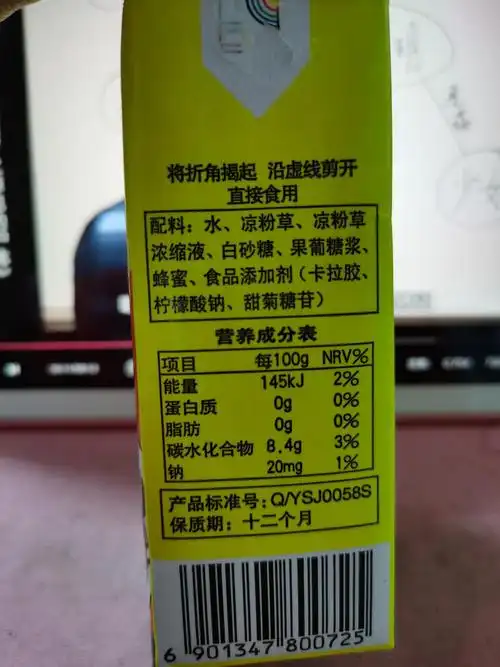 将折角揭起 沿虚线剪开
直接食用
配料：水、凉粉草、凉粉草
浓缩液、白砂糖、果葡糖浆、
蜂蜜、食品添加剂（卡拉胶、
柠檬酸钠、甜菊糖苷）
营养成分表
项目 每100g NRV%
能量 145kJ 2%
蛋白质 0g 0%
脂肪 0g 0%
碳水化合物 8.4g 3%
钠 20mg 1%
产品标准号：Q/YSJ0058S
保质期：十二个月
6 901347 800725